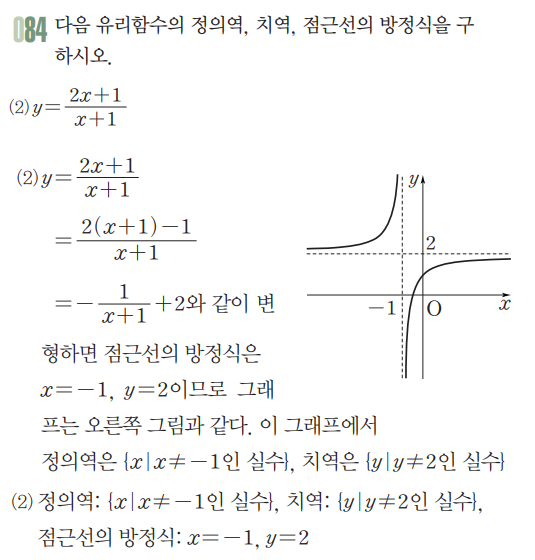 084 다음 유리함수의 정의역, 치역, 점근선의 방정식을 구
하시오.
(2) y=\frac{2x+1}{x+1}
(2) y=\frac{2x+1}{x+1}
=\frac{2(x+1)-1}{x+1}
=-\frac{1}{x+1}+2와 같이 변
형하면 점근선의 방정식은
x=-1, y=2이므로 그래
프는 오른쪽 그림과 같다. 이 그래프에서
정의역은 {x|x≠-1인 실수}, 치역은 {y|y≠2인 실수}
y
2
-1 O x
(2) 정의역: {x|x≠-1인 실수}, 치역: {y|y≠2인 실수},
점근선의 방정식: x=-1, y=2